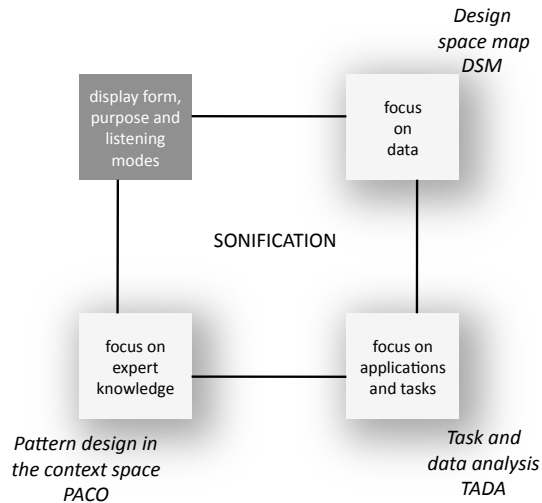 Design
space map
DSM
display form,
purpose and
listening
modes
focus
on
data
SONIFICATION
focus on
expert
knowledge
focus on
applications
and tasks
Pattern design in
the context space
PACO
Task and
data analysis
TADA